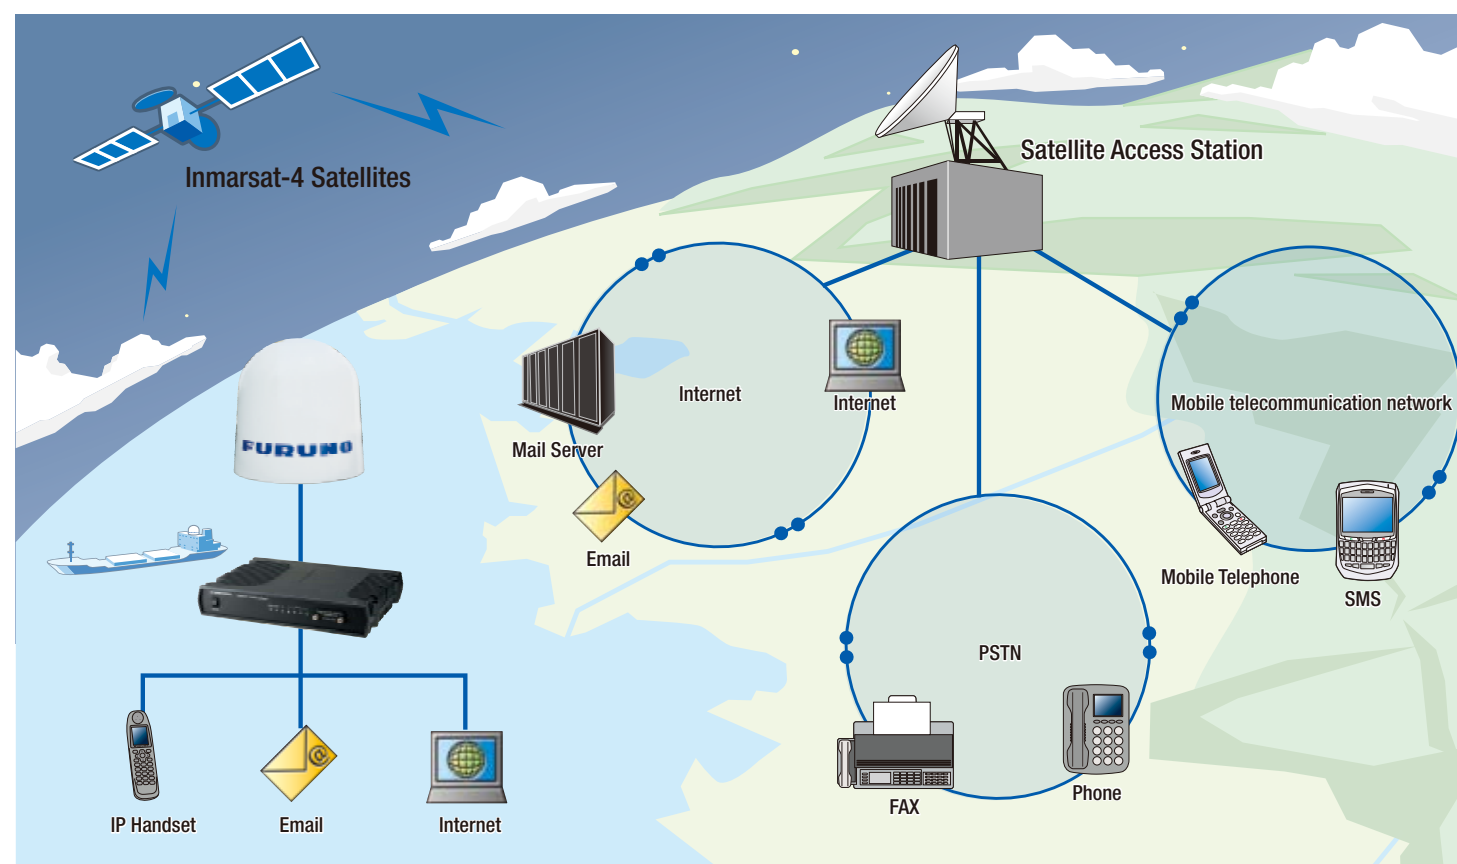 Inmarsat-4 Satellites
Satellite Access Station
Internet
Internet
Mobile telecommunication network
Mail Server
FURUNO
Email
Mobile Telephone
SMS
PSTN
FAX
Phone
IP Handset
Email
Internet